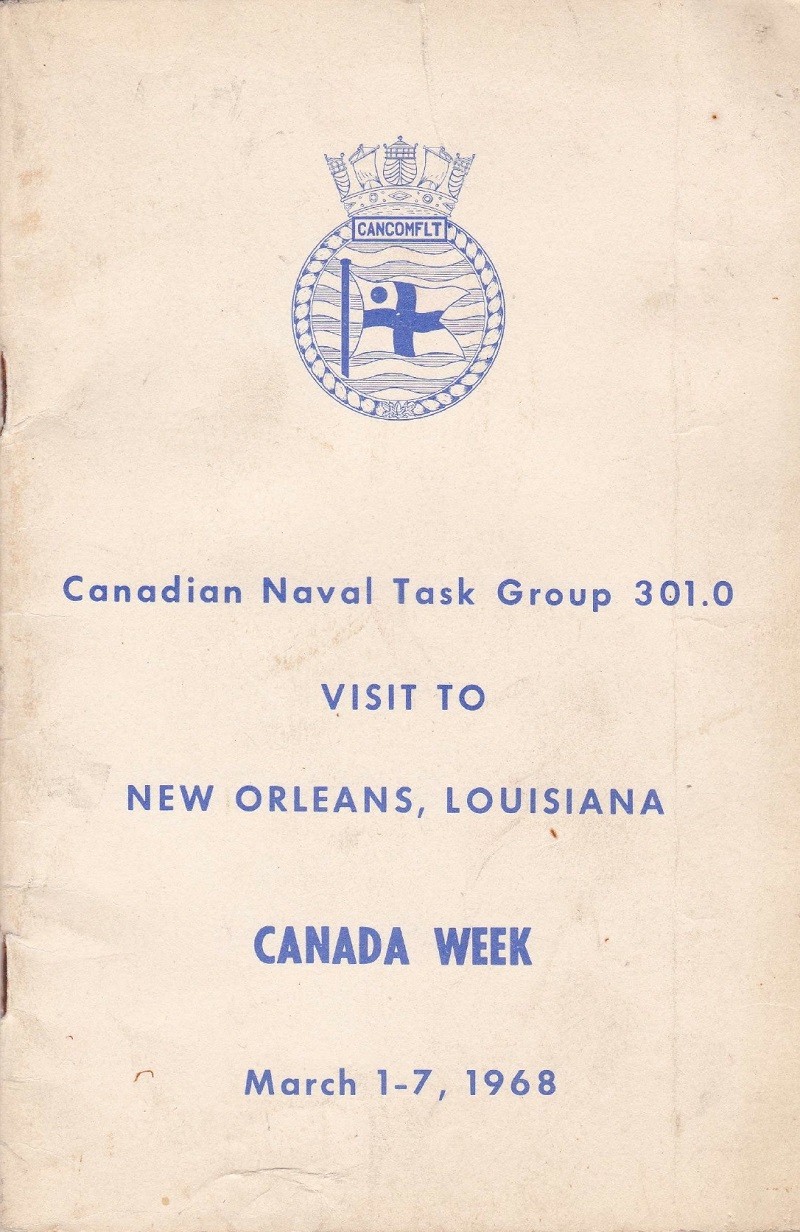 CANCOMFLT
Canadian Naval Task Group 301.0
VISIT TO
NEW ORLEANS, LOUISIANA
CANADA WEEK
March 1-7, 1968